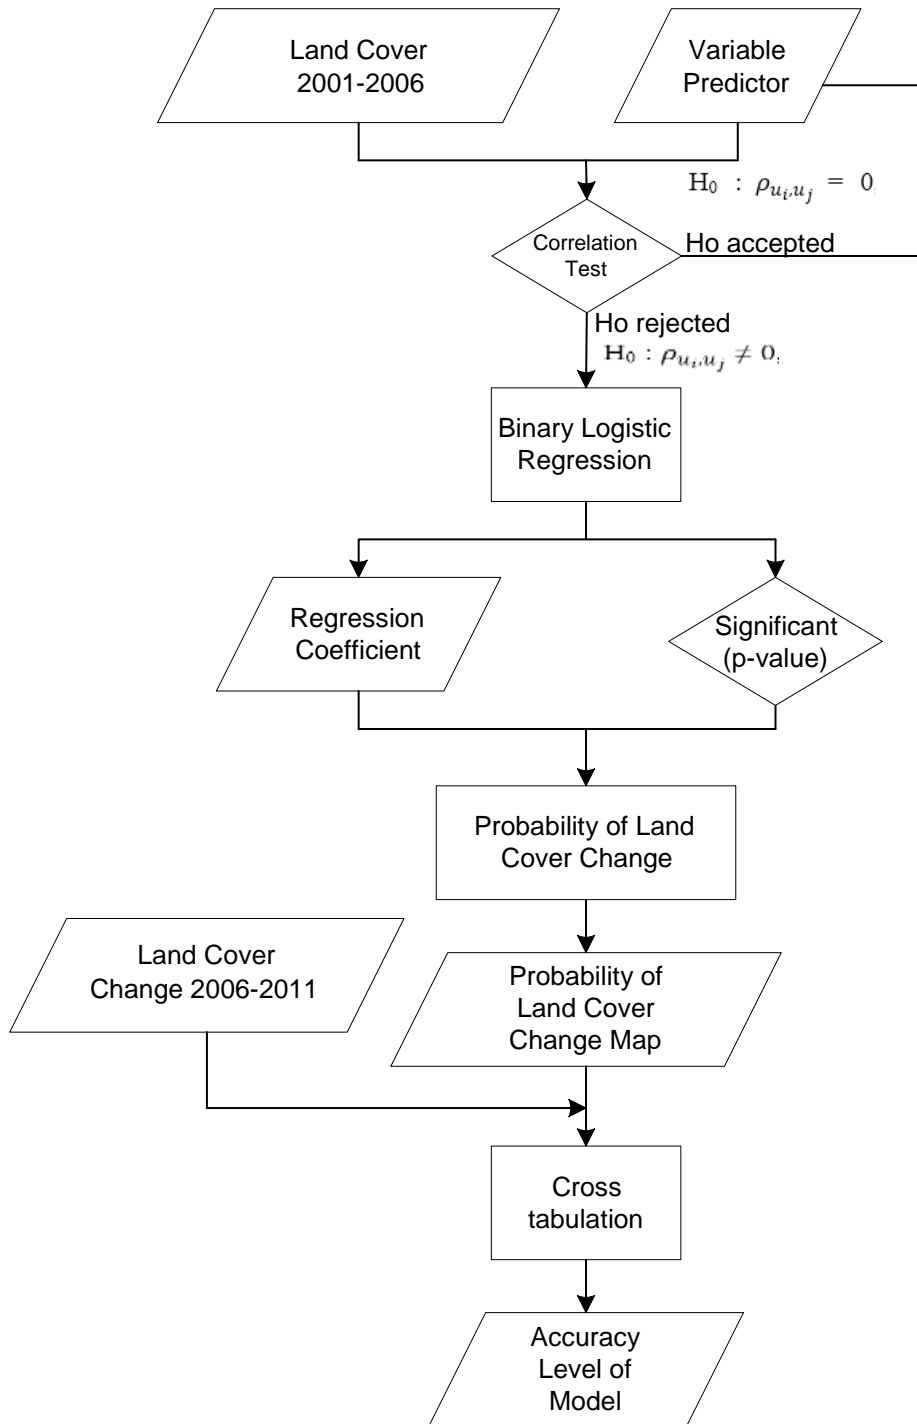 Land Cover
2001-2006
Variable
Predictor
H₀ : ρᵤᵢ,ᵤⱼ = 0,
Correlation
Test
Ho accepted
Ho rejected
H₀ : ρᵤᵢ,ᵤⱼ ≠ 0,
Binary Logistic
Regression
Regression
Coefficient
Significant
(p-value)
Probability of Land
Cover Change
Land Cover
Change 2006-2011
Probability of
Land Cover
Change Map
Cross
tabulation
Accuracy
Level of
Model